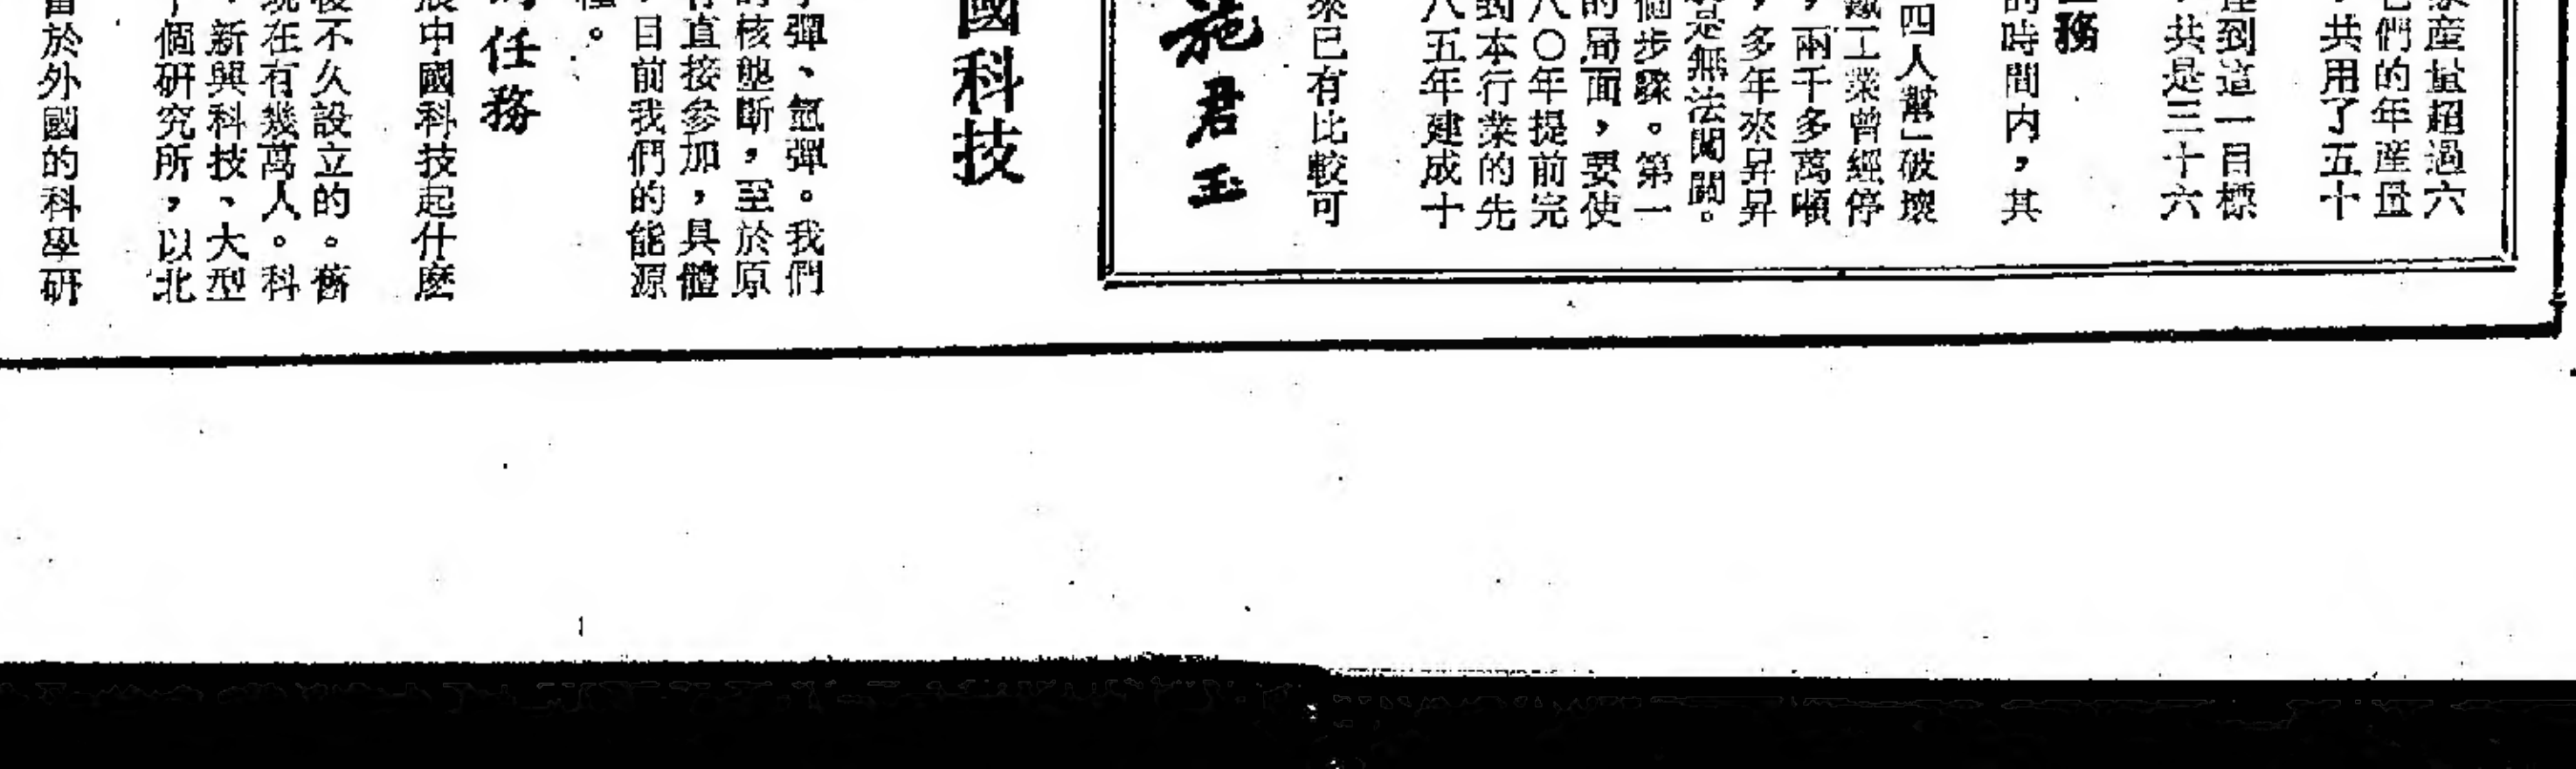 產量超過六
們的年產量
共用了五十
到這一目標
共是三十六
務
時間内,其
四人幫」破壞
工業曾經停
,兩千多萬噸
,多年來昇昇
是無法闖關。
個步驟。第一
的局面,要使
八〇年提前完
到本行業的先
八五年建成十
來已有比較可
施君玉
國科技
彈、氫彈。我們
的核壟斷,至於原
直接參加,具體
目前我們的能源
。
任務
中國科技起什麽
後不久設立的。舊
現在有幾萬人。科
、新興科技、大型
個研究所,以北
當於外國的科學研